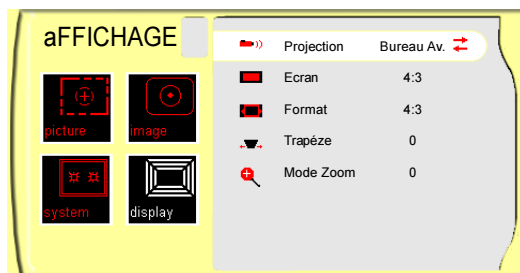 aFFICHAGE
picture
image
system
display
Projection Bureau Av.
Ecran 4:3
Format 4:3
Trapéze 0
Mode Zoom 0